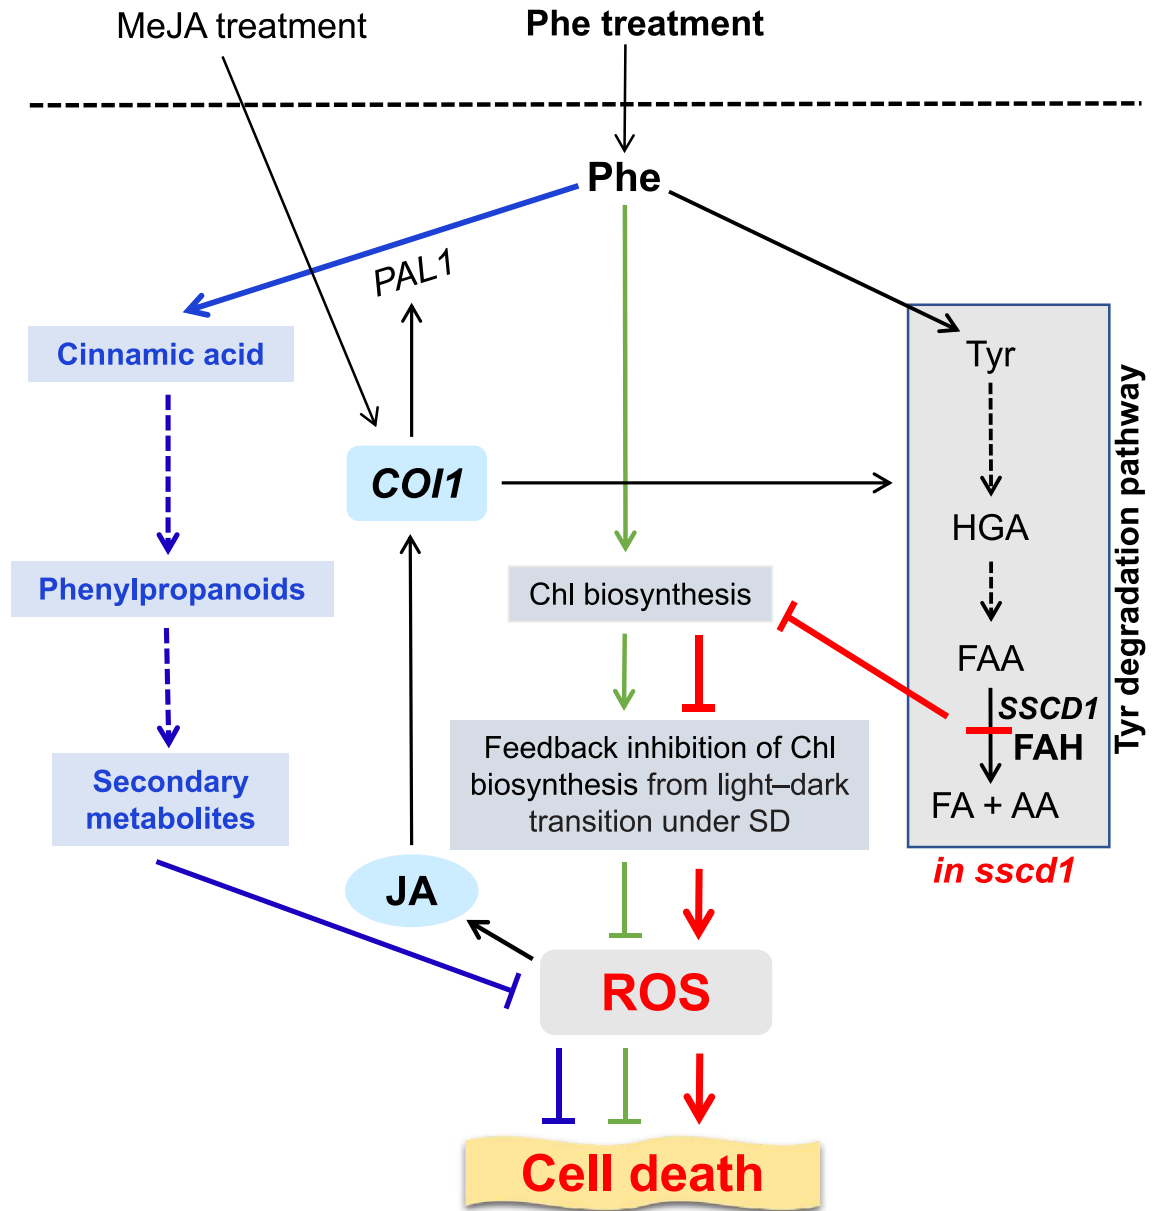 MeJA treatment
Phe treatment
Phe
PAL1
Cinnamic acid
Tyr
COI1
HGA
Phenylpropanoids
Chl biosynthesis
FAA
SSCD1
FAH
Secondary
metabolites
Feedback inhibition of Chl
biosynthesis from light–dark
transition under SD
FA + AA
Tyr degradation pathway
in sscd1
JA
ROS
Cell death